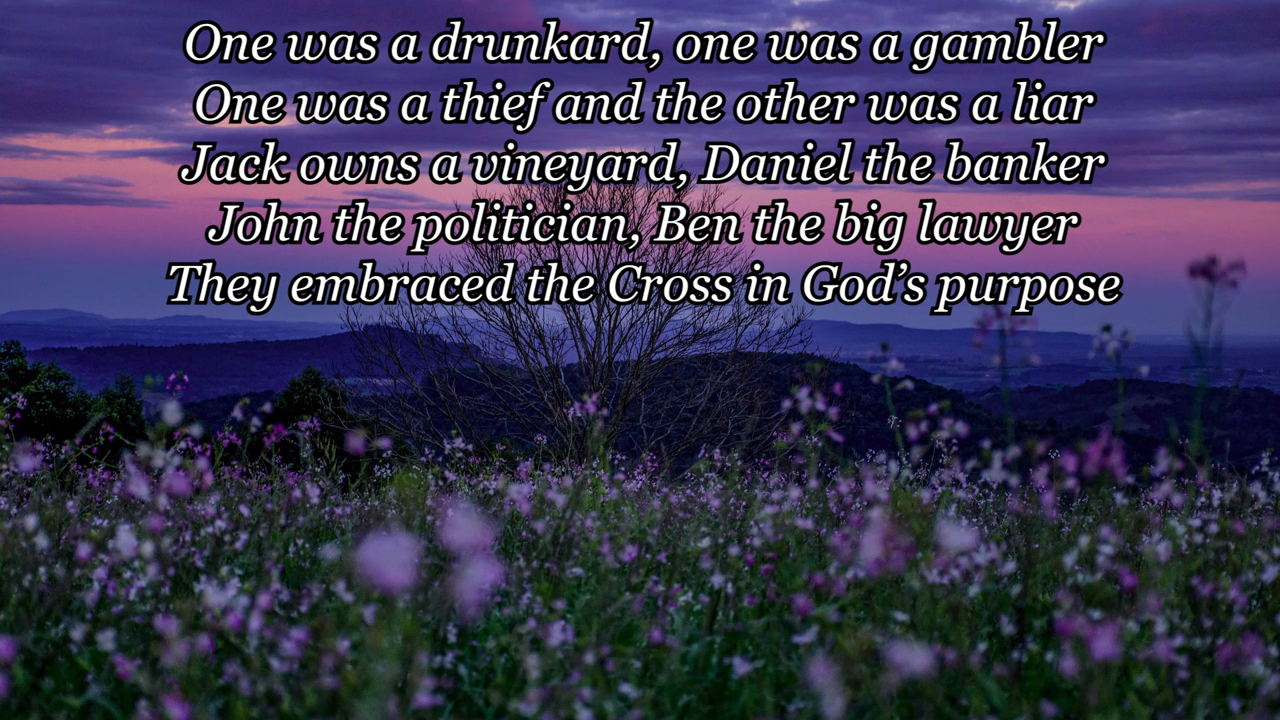 One was a drunkard, one was a gambler
One was a thief and the other was a liar
Jack owns a vineyard, Daniel the banker
John the politician, Ben the big lawyer
They embraced the Cross in God’s purpose